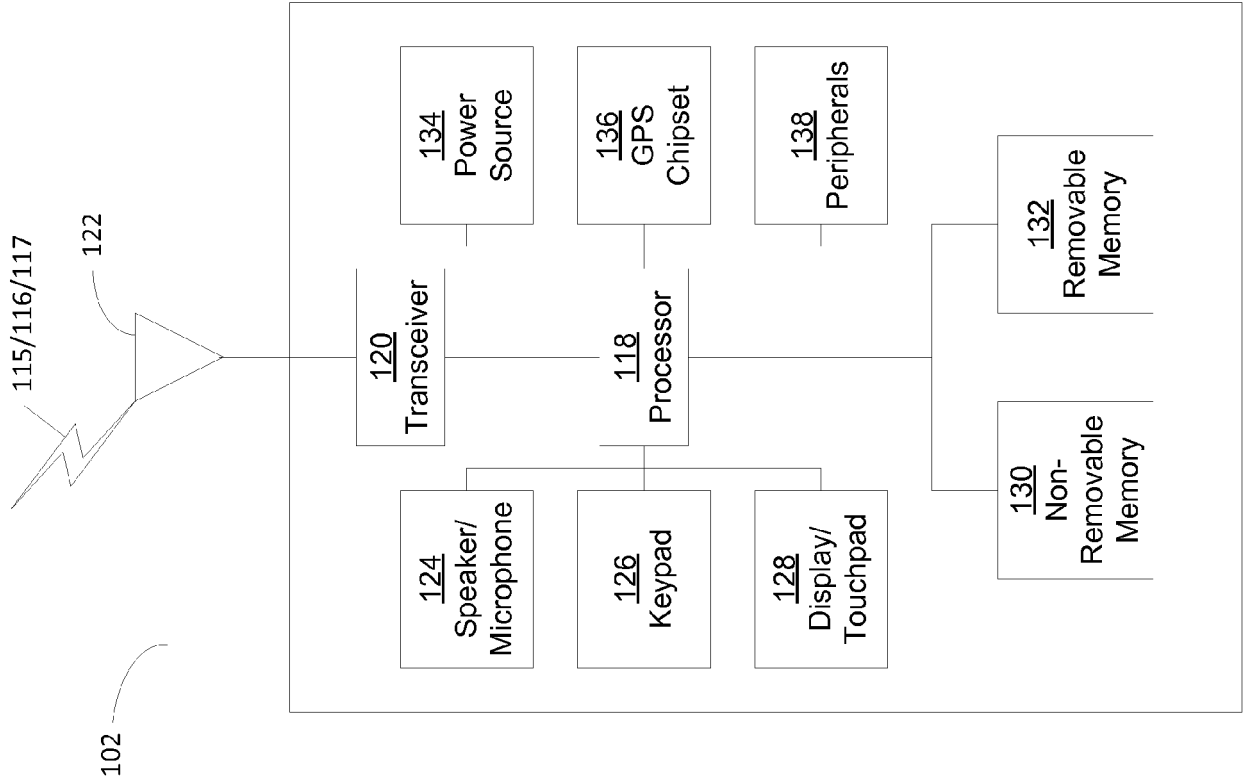 102
115/116/117
122
120
Transceiver
134
Power
Source
124
Speaker/
Microphone
118
Processor
136
GPS
Chipset
126
Keypad
138
Peripherals
128
Display/
Touchpad
130
Non-
Removable
Memory
132
Removable
Memory